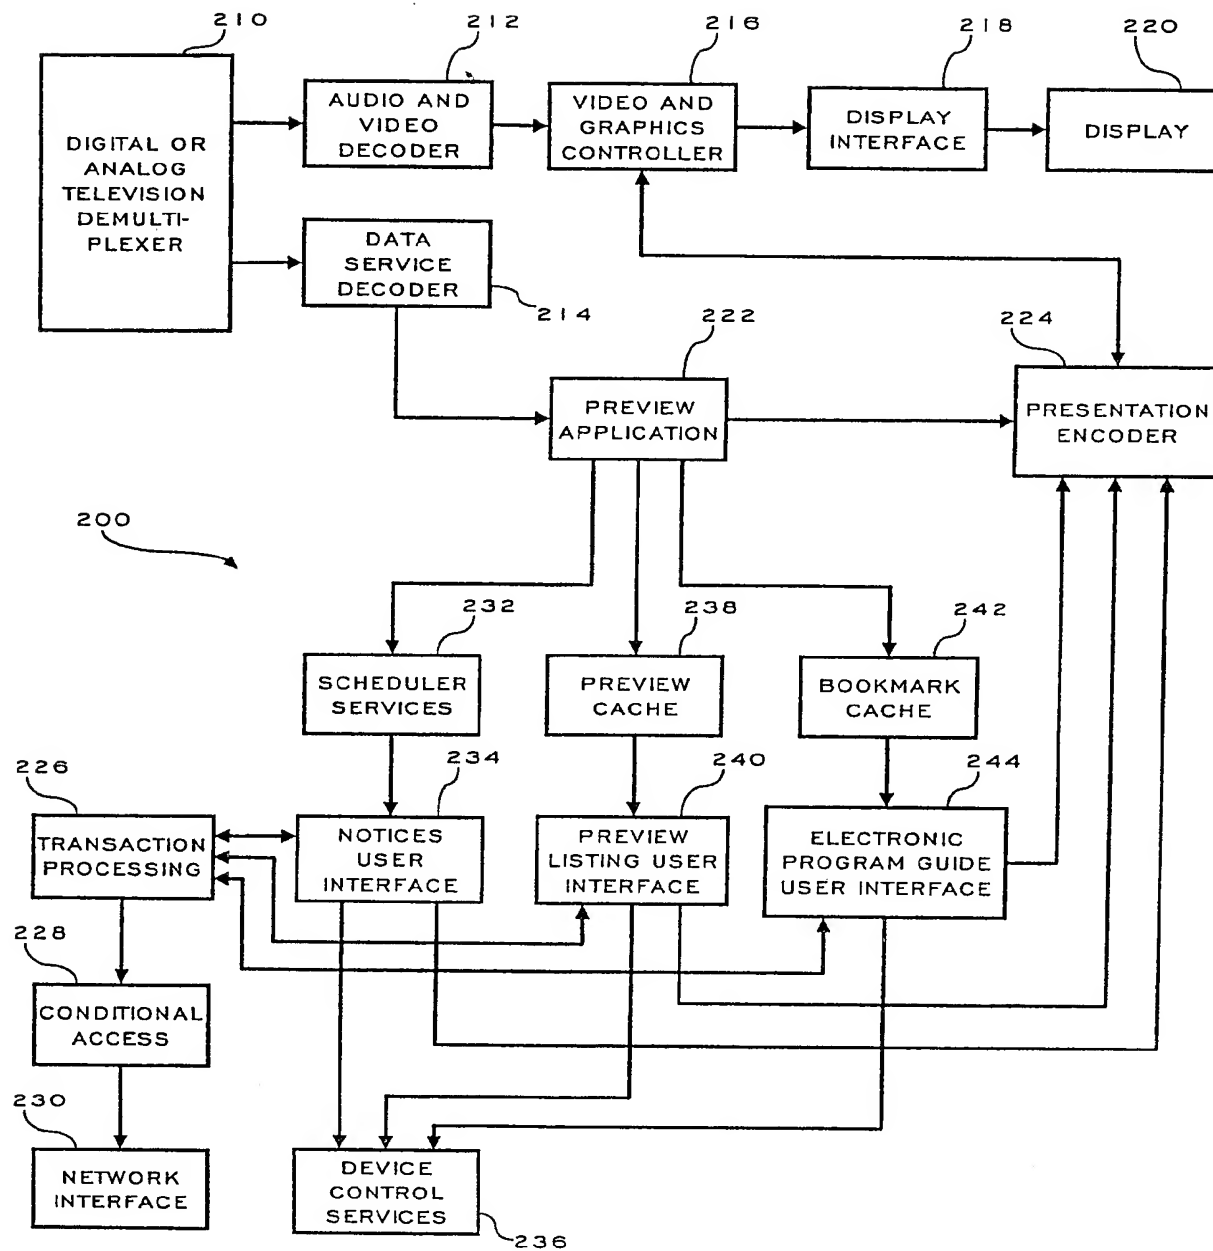 210
212
216
218
220
DIGITAL OR
ANALOG
TELEVISION
DEMULTI-
PLEXER
AUDIO AND
VIDEO
DECODER
VIDEO AND
GRAPHICS
CONTROLLER
DISPLAY
INTERFACE
DISPLAY
DATA
SERVICE
DECODER
214
222
224
PREVIEW
APPLICATION
PRESENTATION
ENCODER
200
232
238
242
SCHEDULER
SERVICES
PREVIEW
CACHE
BOOKMARK
CACHE
226
234
240
244
TRANSACTION
PROCESSING
NOTICES
USER
INTERFACE
PREVIEW
LISTING USER
INTERFACE
ELECTRONIC
PROGRAM GUIDE
USER INTERFACE
228
CONDITIONAL
ACCESS
230
NETWORK
INTERFACE
DEVICE
CONTROL
SERVICES
236